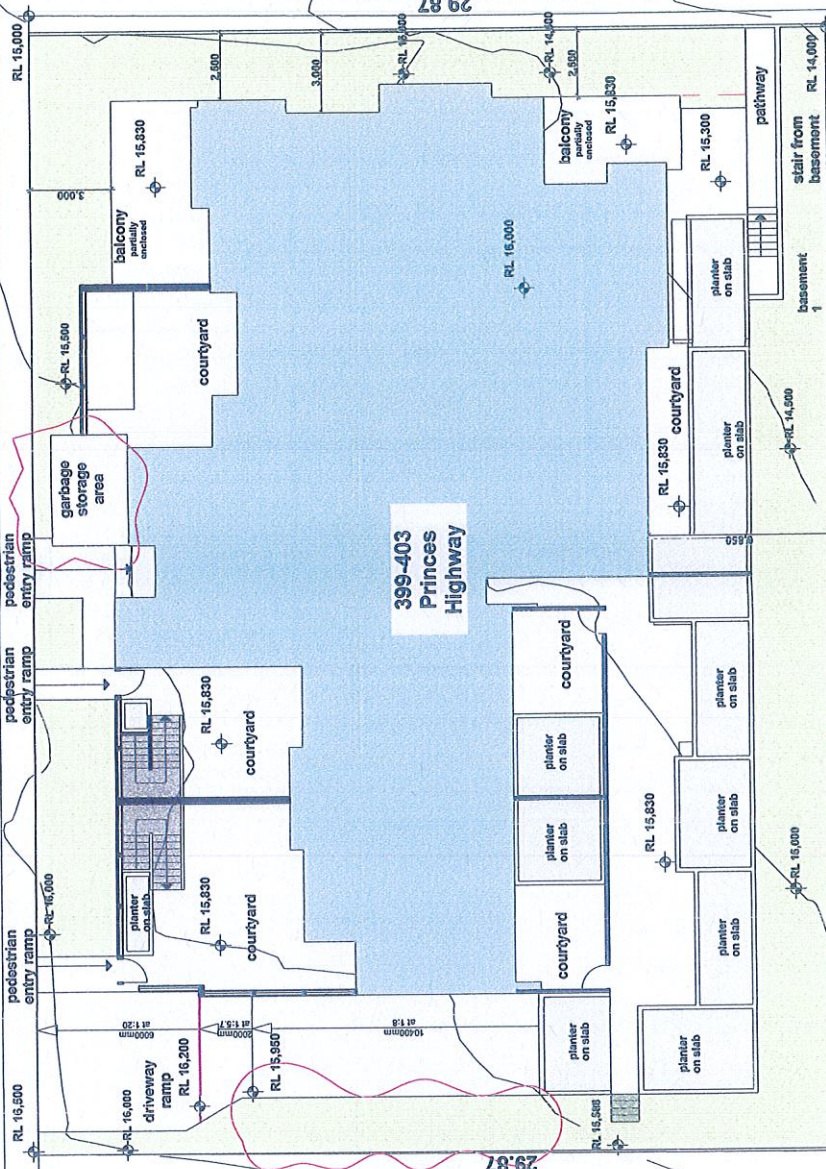 29.87
RL 15,000
RL 15,000
RL 14,500
RL 14,000
2,500
3,000
2,500
3,000
RL 15,830
balcony
partially
enclosed
balcony
partially
enclosed
RL 15,830
RL 15,300
pathway
stair from
basement
basement
1
RL 15,500
courtyard
RL 16,000
planter
on slab
garbage
storage
area
RL 15,830
courtyard
planter
on slab
RL 14,500
pedestrian
entry ramp
399-403
Princes
Highway
pedestrian
entry ramp
RL 15,830
courtyard
courtyard
planter
on slab
planter
on slab
planter
on slab
RL 15,830
planter
on slab
RL 16,000
planter
on slab
RL 15,830
courtyard
courtyard
planter
on slab
RL 15,000
pedestrian
entry ramp
6000mm
at 1:20
2000mm
at 1:5.7
10400mm
at 1:8
RL 16,500
RL 16,000
driveway
ramp
RL 16,200
RL 15,950
planter
on slab
planter
on slab
29.87